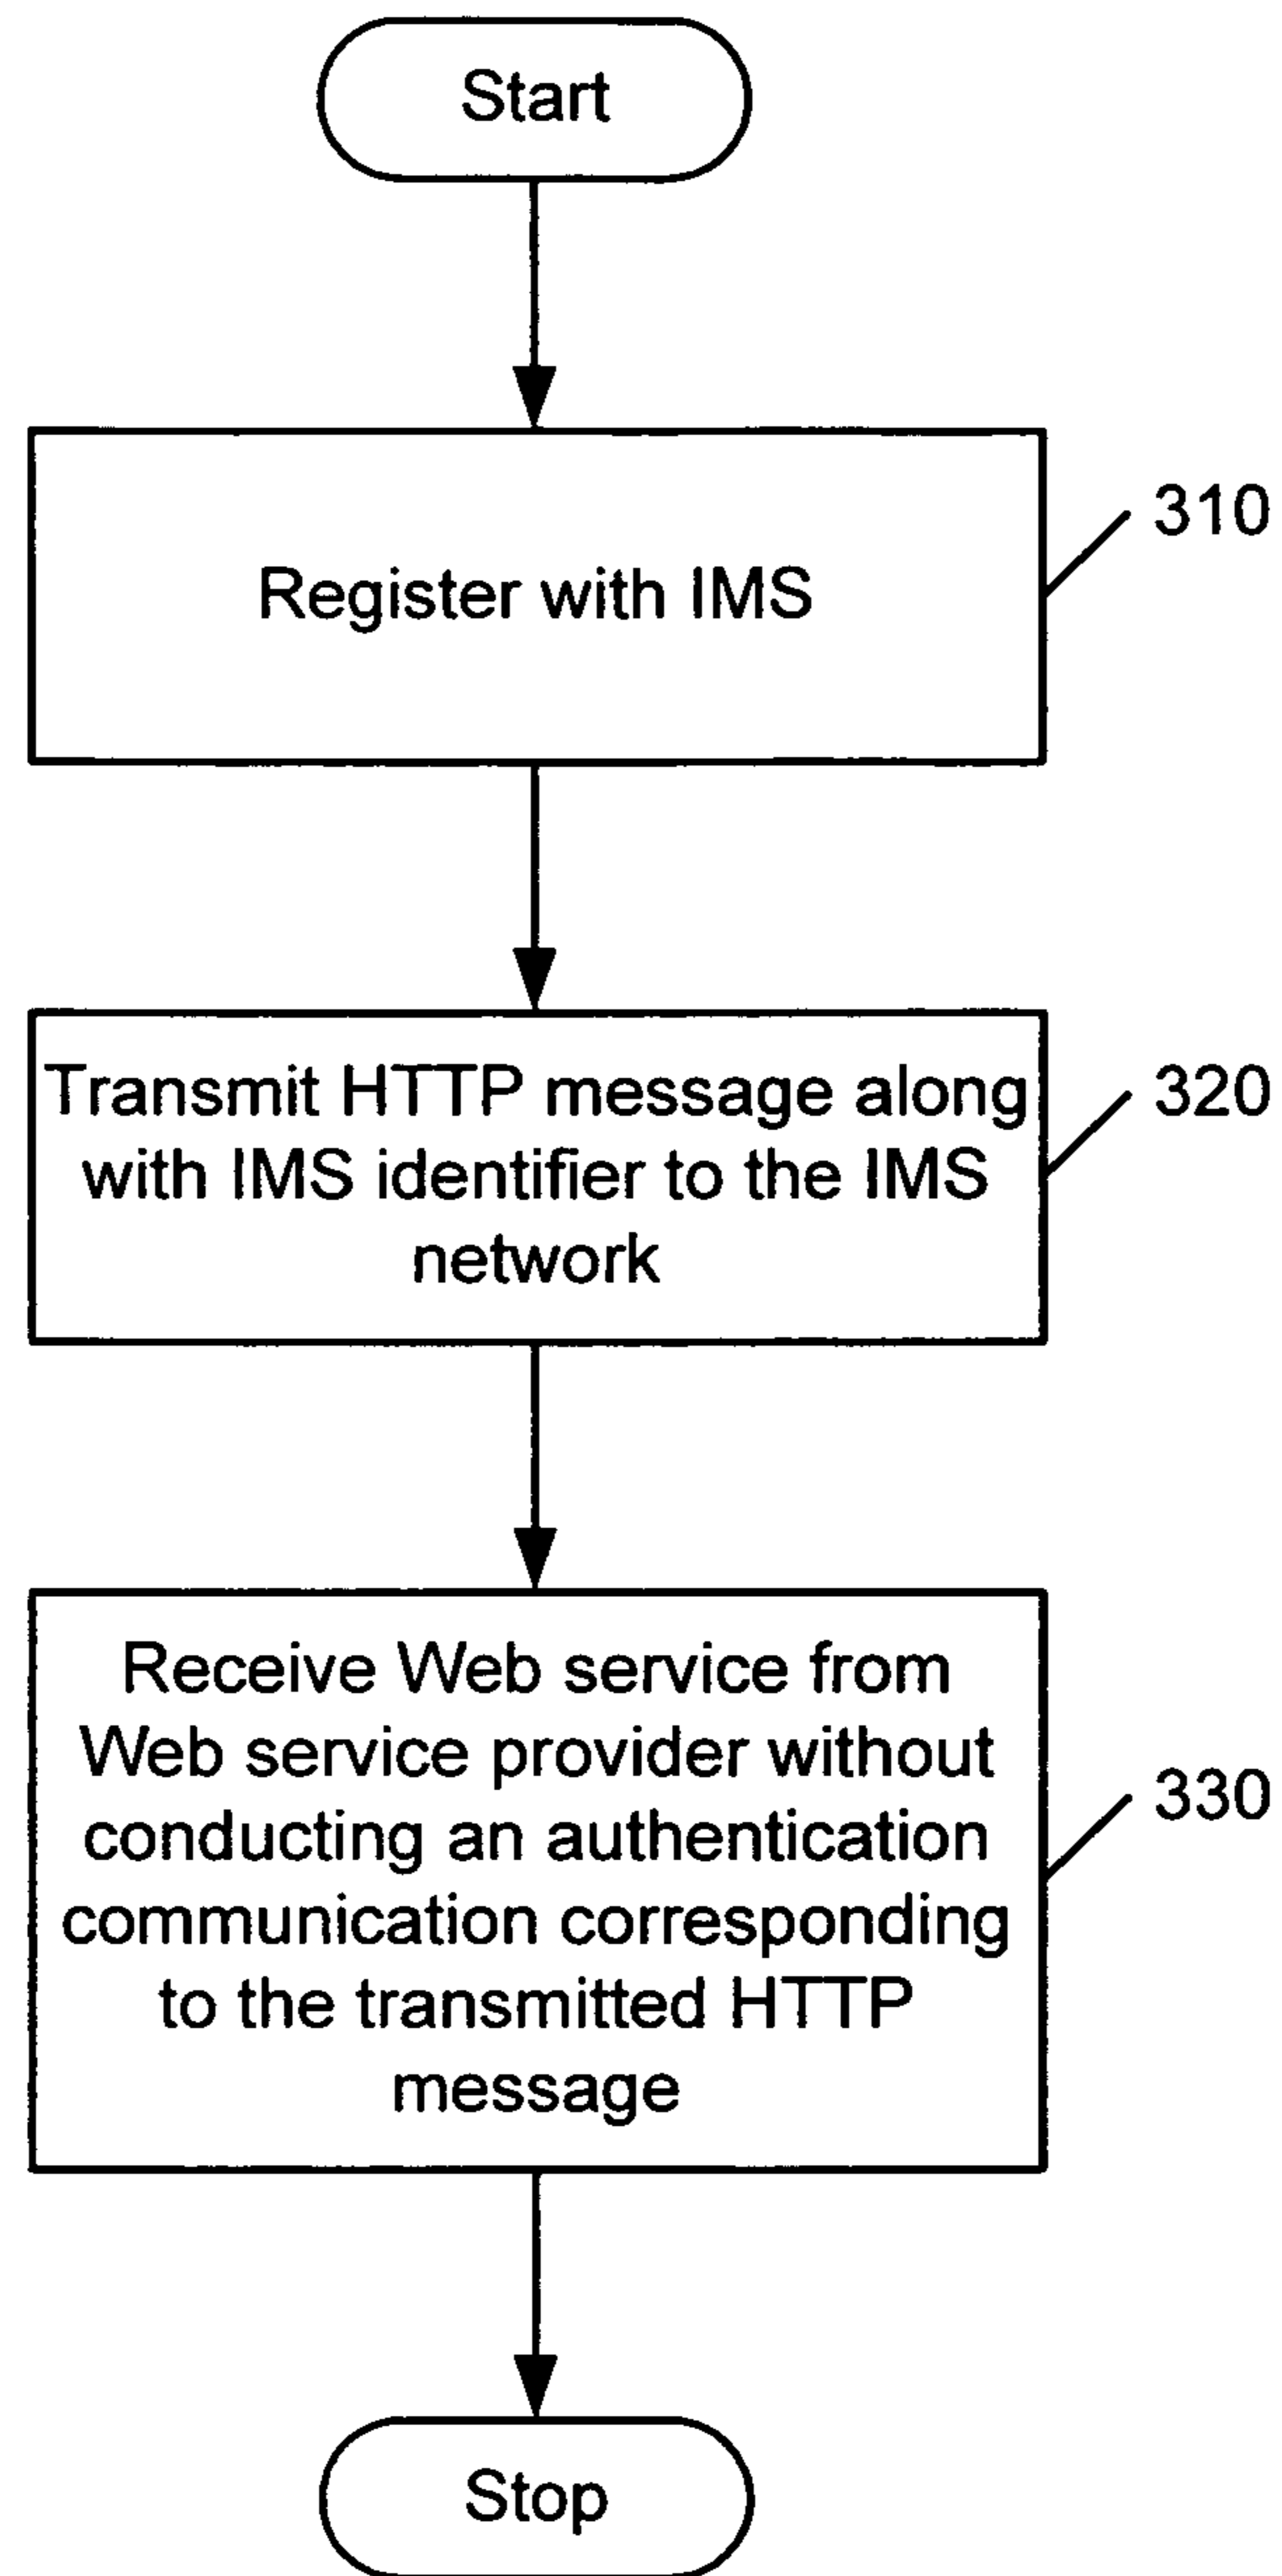 Start
310
Register with IMS
320
Transmit HTTP message along
with IMS identifier to the IMS
network
330
Receive Web service from
Web service provider without
conducting an authentication
communication corresponding
to the transmitted HTTP
message
Stop